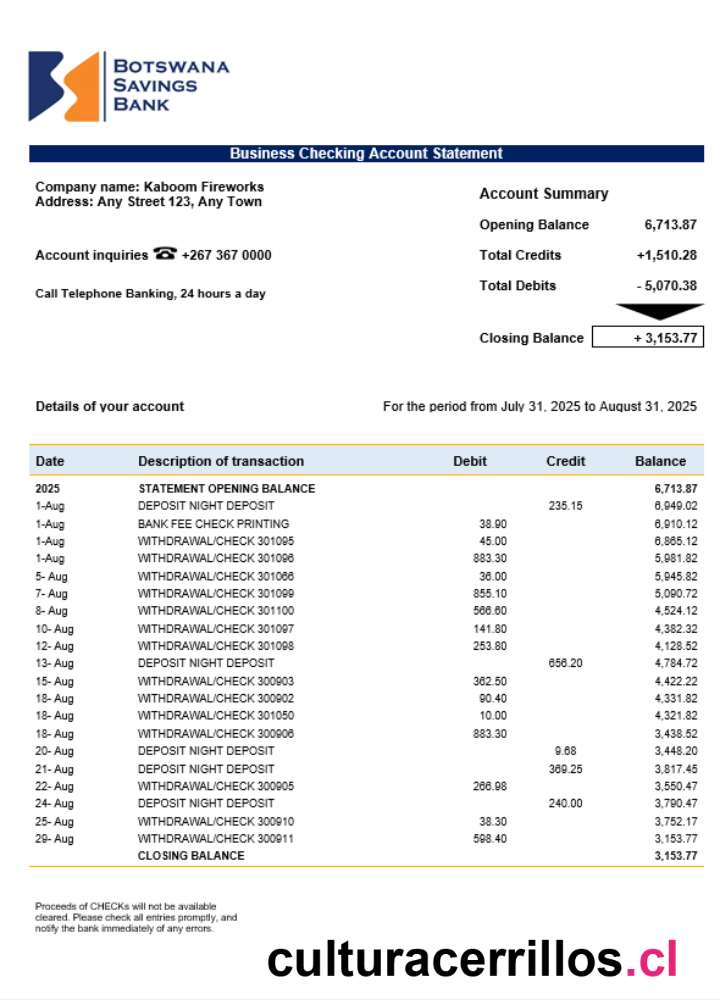 BOTSWANA
SAVINGS
BANK
Business Checking Account Statement
Company name: Kaboom Fireworks
Address: Any Street 123, Any Town
Account inquiries ☎ +267 367 0000
Call Telephone Banking, 24 hours a day
Account Summary
Opening Balance 6,713.87
Total Credits +1,510.28
Total Debits - 5,070.38
Closing Balance + 3,153.77
Details of your account For the period from July 31, 2025 to August 31, 2025
Date Description of transaction Debit Credit Balance
2025 STATEMENT OPENING BALANCE 6,713.87
1-Aug DEPOSIT NIGHT DEPOSIT 235.15 6,949.02
1-Aug BANK FEE CHECK PRINTING 38.90 6,910.12
1-Aug WITHDRAWAL/CHECK 301095 45.00 6,865.12
1-Aug WITHDRAWAL/CHECK 301096 883.30 5,981.82
5- Aug WITHDRAWAL/CHECK 301066 36.00 5,945.82
7- Aug WITHDRAWAL/CHECK 301099 855.10 5,090.72
8- Aug WITHDRAWAL/CHECK 301100 566.60 4,524.12
10- Aug WITHDRAWAL/CHECK 301097 141.80 4,382.32
12- Aug WITHDRAWAL/CHECK 301098 253.80 4,128.52
13- Aug DEPOSIT NIGHT DEPOSIT 656.20 4,784.72
15- Aug WITHDRAWAL/CHECK 300903 362.50 4,422.22
18- Aug WITHDRAWAL/CHECK 300902 90.40 4,331.82
18- Aug WITHDRAWAL/CHECK 301050 10.00 4,321.82
18- Aug WITHDRAWAL/CHECK 300906 883.30 3,438.52
20- Aug DEPOSIT NIGHT DEPOSIT 9.68 3,448.20
21- Aug DEPOSIT NIGHT DEPOSIT 369.25 3,817.45
22- Aug WITHDRAWAL/CHECK 300905 266.98 3,550.47
24- Aug DEPOSIT NIGHT DEPOSIT 240.00 3,790.47
25- Aug WITHDRAWAL/CHECK 300910 38.30 3,752.17
29- Aug WITHDRAWAL/CHECK 300911 598.40 3,153.77
CLOSING BALANCE 3,153.77
Proceeds of CHECKs will not be available
cleared. Please check all entries promptly, and
notify the bank immediately of any errors.
culturacerrillos.cl